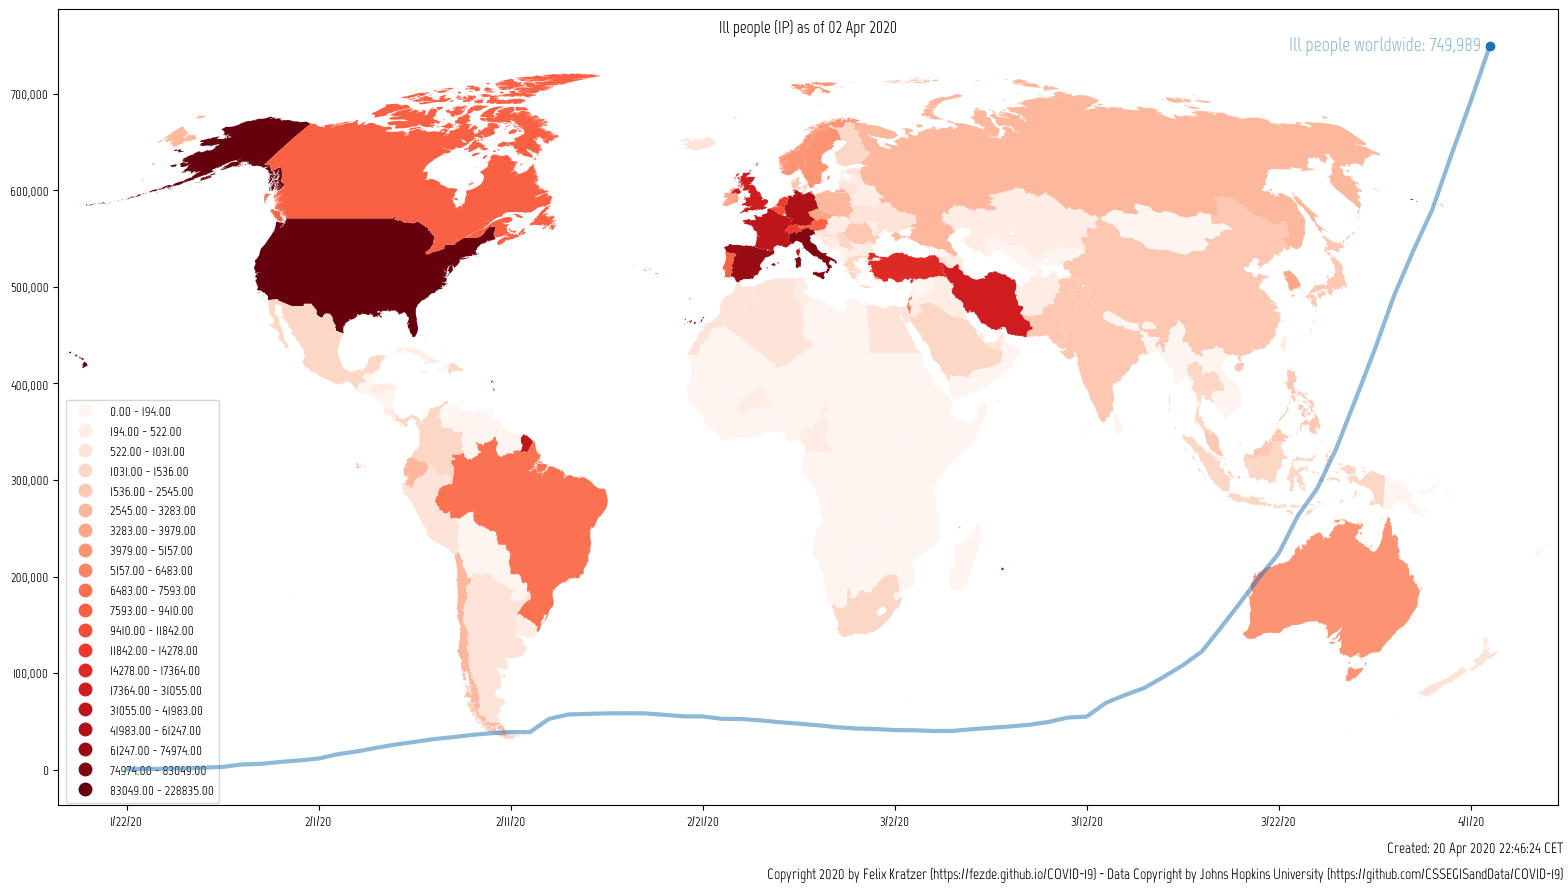 Ill people (IP) as of 02 Apr 2020
Ill people worldwide: 749,989
700,000
600,000
500,000
400,000
300,000
200,000
100,000
0
0.00 - 194.00
194.00 - 522.00
522.00 - 1031.00
1031.00 - 1536.00
1536.00 - 2545.00
2545.00 - 3283.00
3283.00 - 3979.00
3979.00 - 5157.00
5157.00 - 6483.00
6483.00 - 7593.00
7593.00 - 9410.00
9410.00 - 11842.00
11842.00 - 14278.00
14278.00 - 17364.00
17364.00 - 31055.00
31055.00 - 41983.00
41983.00 - 61247.00
61247.00 - 74974.00
74974.00 - 83049.00
83049.00 - 228835.00
1/22/20 2/1/20 2/11/20 2/21/20 3/2/20 3/12/20 3/22/20 4/1/20
Created: 20 Apr 2020 22:46:24 CET
Copyright 2020 by Felix Kratzer (https://fezde.github.io/COVID-19) - Data Copyright by Johns Hopkins University (https://github.com/CSSEGISandData/COVID-19)